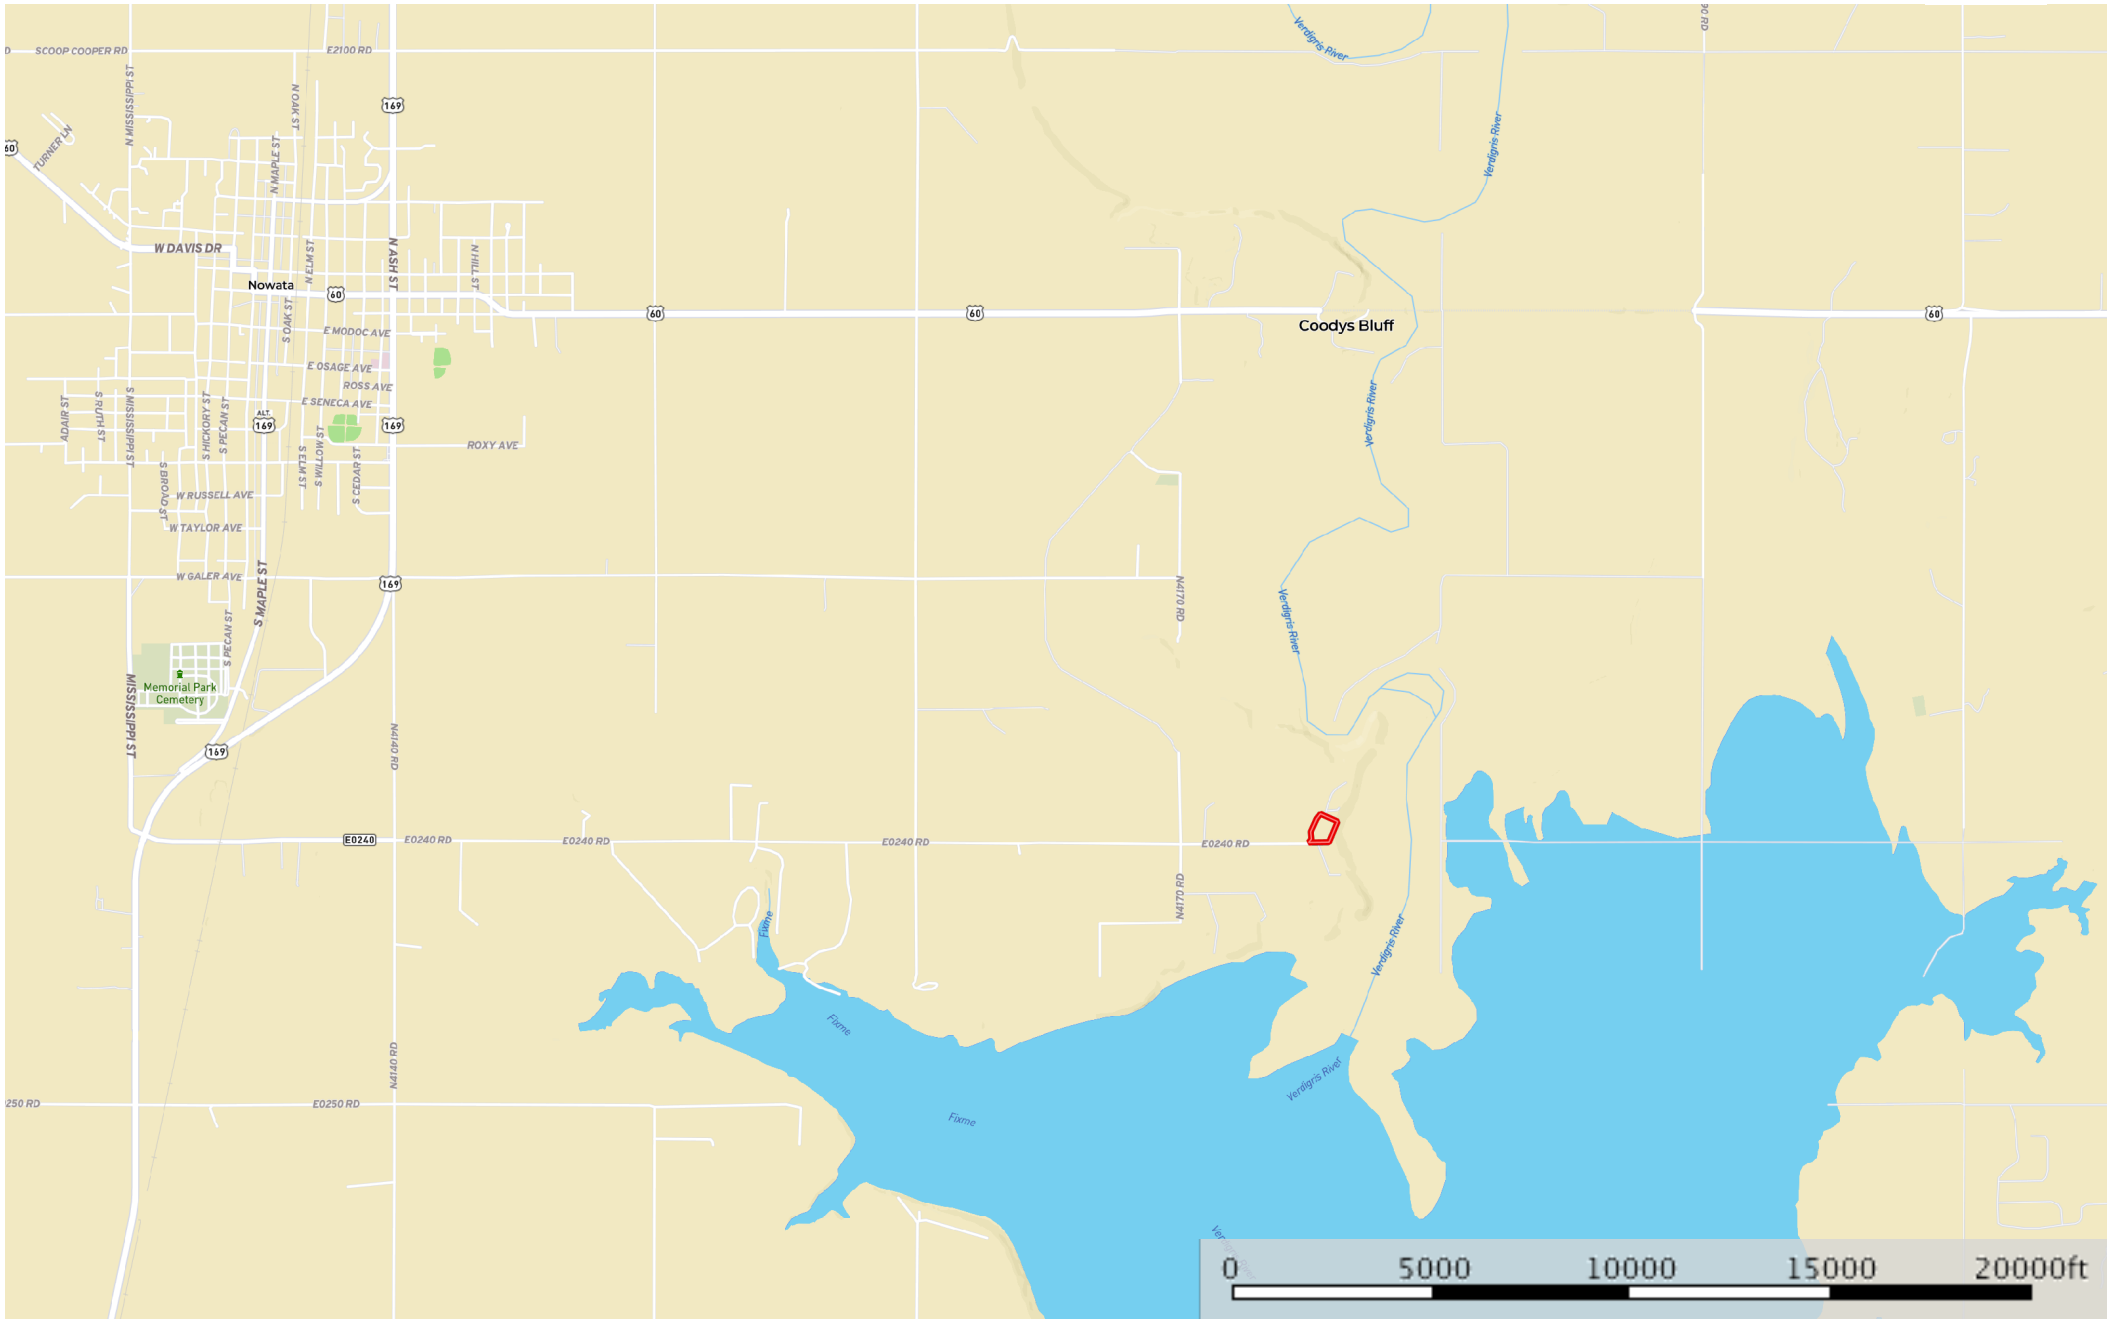 D
SCOOP COOPER RD
E2100 RD
90 RD
Verdigris River
N MISSISSIPPI ST
N OAK ST
169
60
TURNER LN
N MAPLE ST
Verdigris River
W DAVIS DR
N ELM ST
N ASH ST
N HILL ST
Nowata
60
60
60
60
Coodys Bluff
S OAK ST
E MODOC AVE
E OSAGE AVE
ROSS AVE
E SENECA AVE
ADAIR ST
S RUTH ST
S MISSISSIPPI ST
S HICKORY ST
S PECAN ST
ALT.
169
169
Verdigris River
ROXY AVE
S BROAD ST
S ELM ST
S WILLOW ST
S CEDAR ST
W RUSSELL AVE
W TAYLOR AVE
W GALER AVE
169
S MAPLE ST
N4170 RD
Verdigris River
S PECAN ST
Memorial Park
Cemetery
MISSISSIPPI ST
169
N4140 RD
E0240
E0240 RD
E0240 RD
E0240 RD
E0240 RD
N4170 RD
Fixme
Verdigris River
Fixme
N4140 RD
Verdigris River
250 RD
E0250 RD
Fixme
0
5000
10000
15000
20000ft